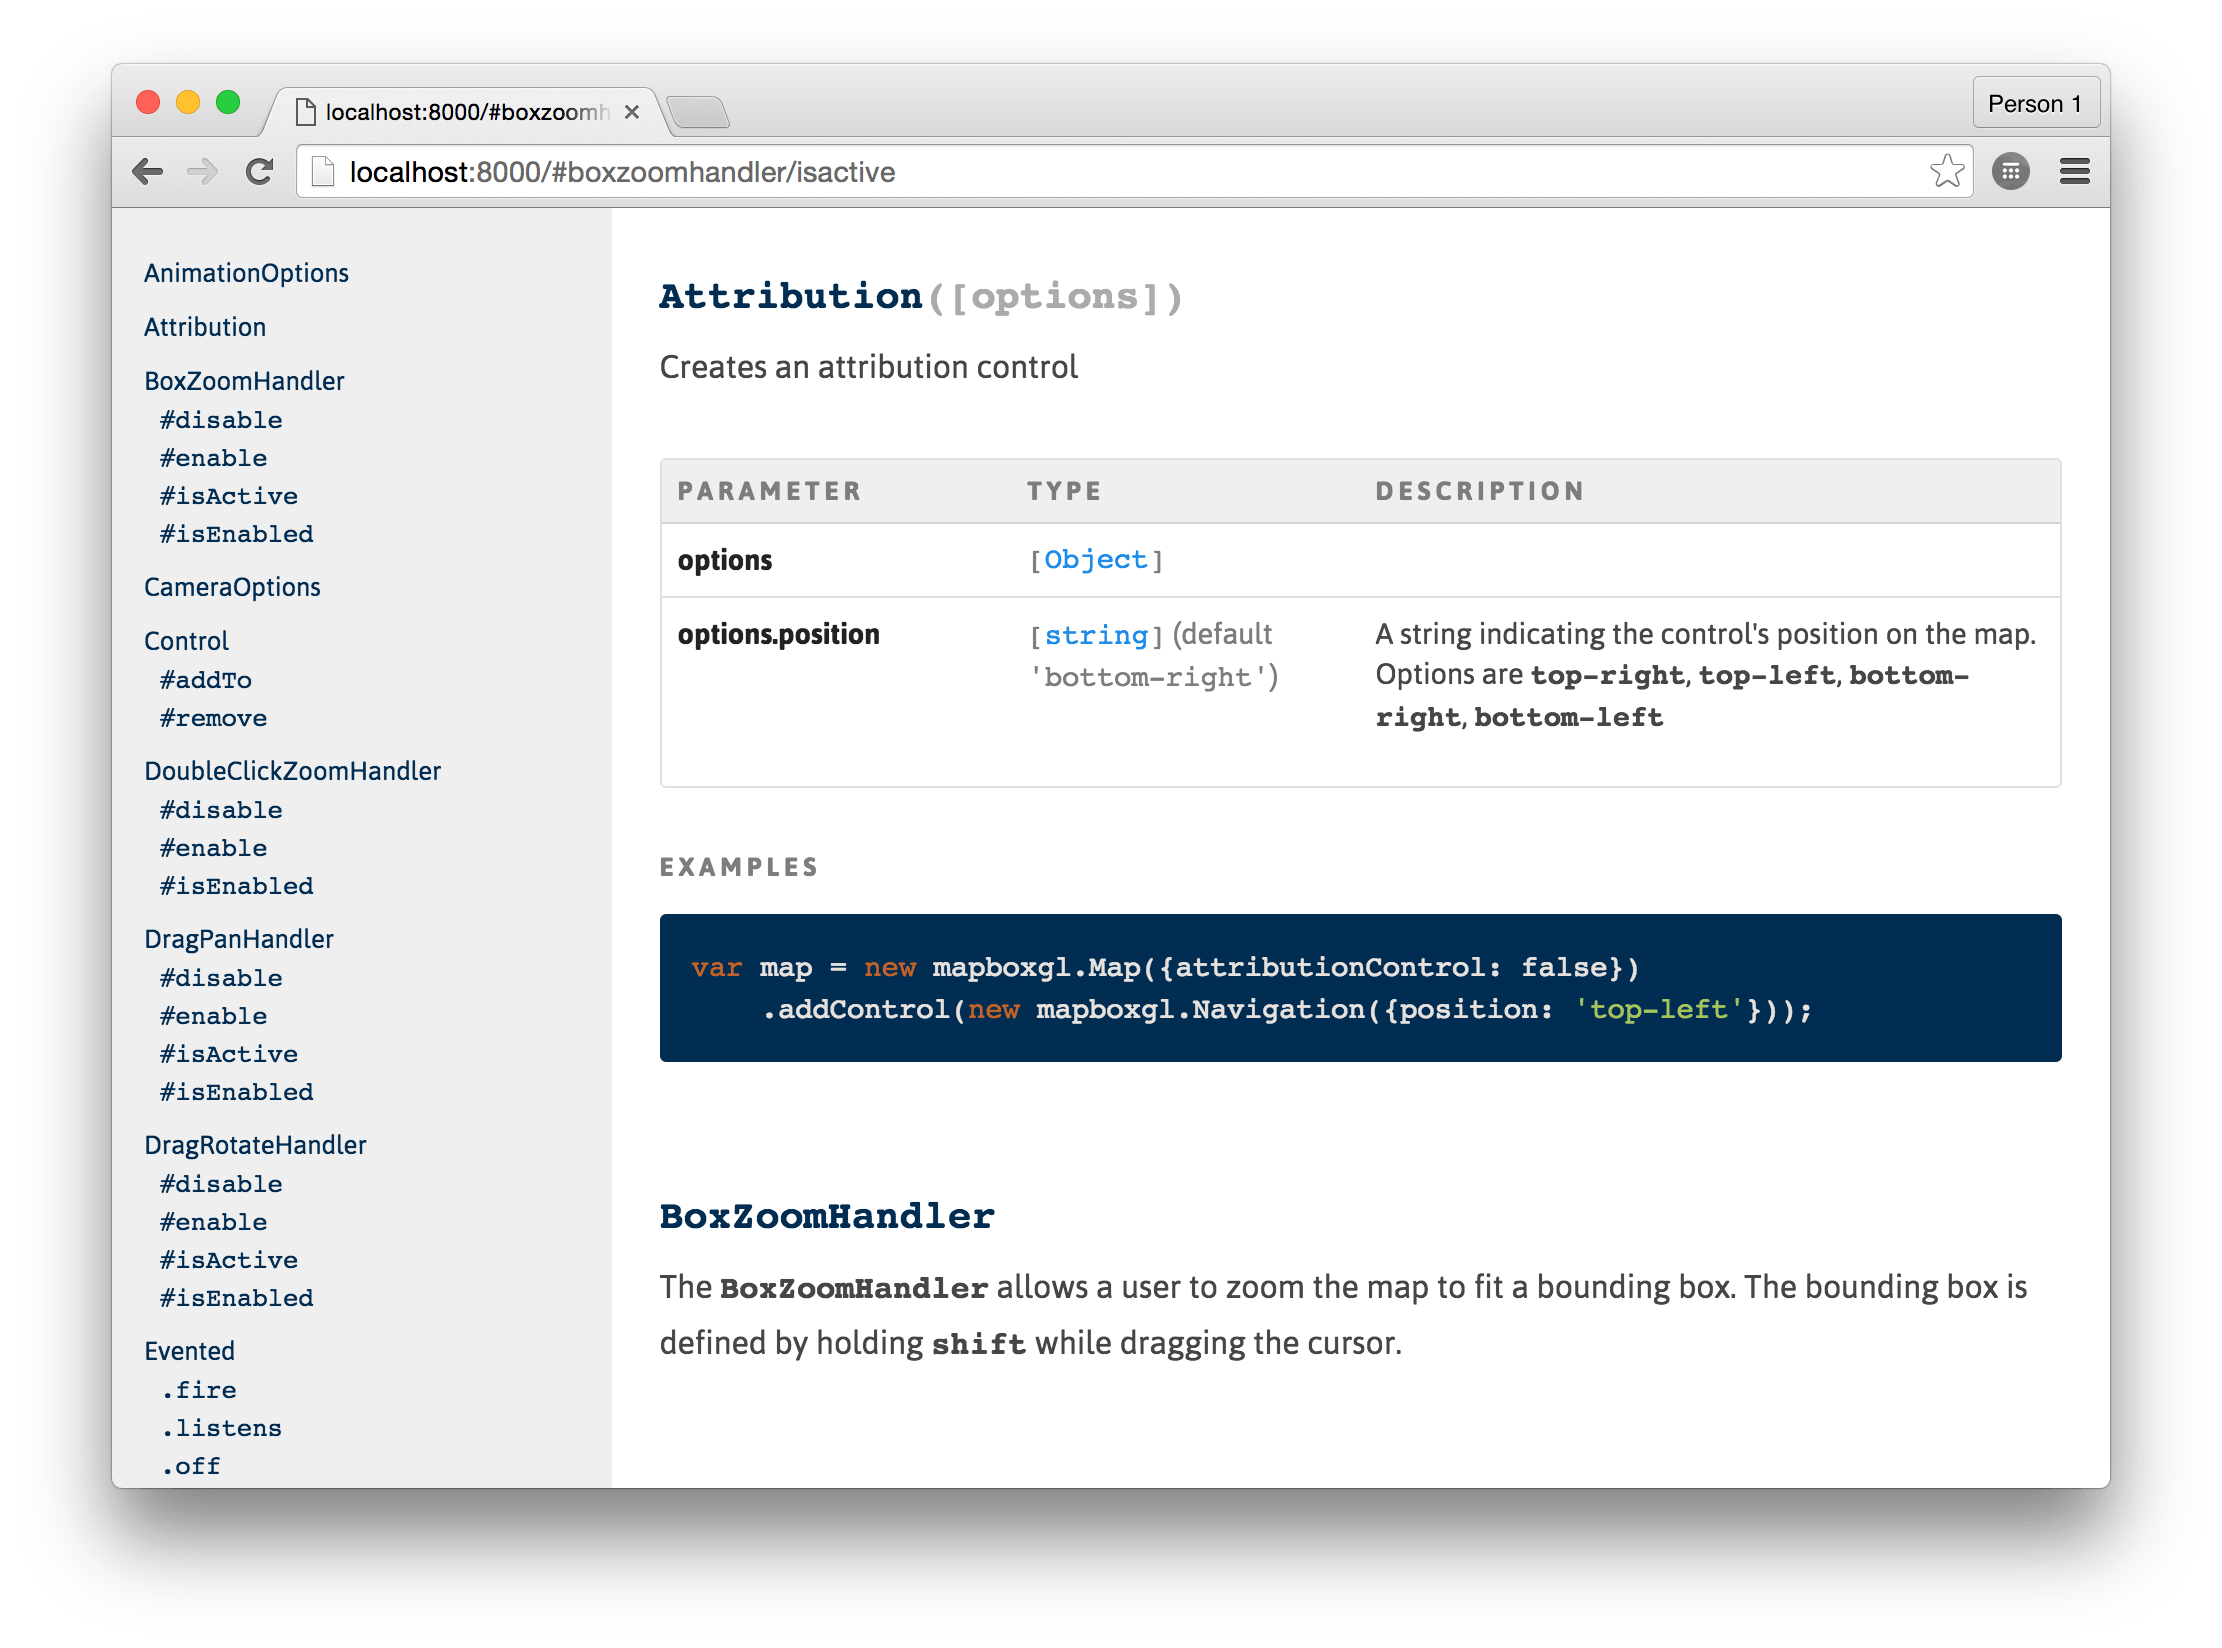 localhost:8000/#boxzoomh
Person 1
localhost:8000/#boxzoomhandler/isactive
AnimationOptions
Attribution
BoxZoomHandler
#disable
#enable
#isActive
#isEnabled
CameraOptions
Control
#addTo
#remove
DoubleClickZoomHandler
#disable
#enable
#isEnabled
DragPanHandler
#disable
#enable
#isActive
#isEnabled
DragRotateHandler
#disable
#enable
#isActive
#isEnabled
Evented
.fire
.listens
.off
Attribution([options])
Creates an attribution control
PARAMETER TYPE DESCRIPTION
options [Object]
options.position [string] (default 'bottom-right') A string indicating the control's position on the map.
Options are top-right, top-left, bottom-
right, bottom-left
EXAMPLES
var map = new mapboxgl.Map({attributionControl: false})
.addControl(new mapboxgl.Navigation({position: 'top-left'}));
BoxZoomHandler
The BoxZoomHandler allows a user to zoom the map to fit a bounding box. The bounding box is
defined by holding shift while dragging the cursor.